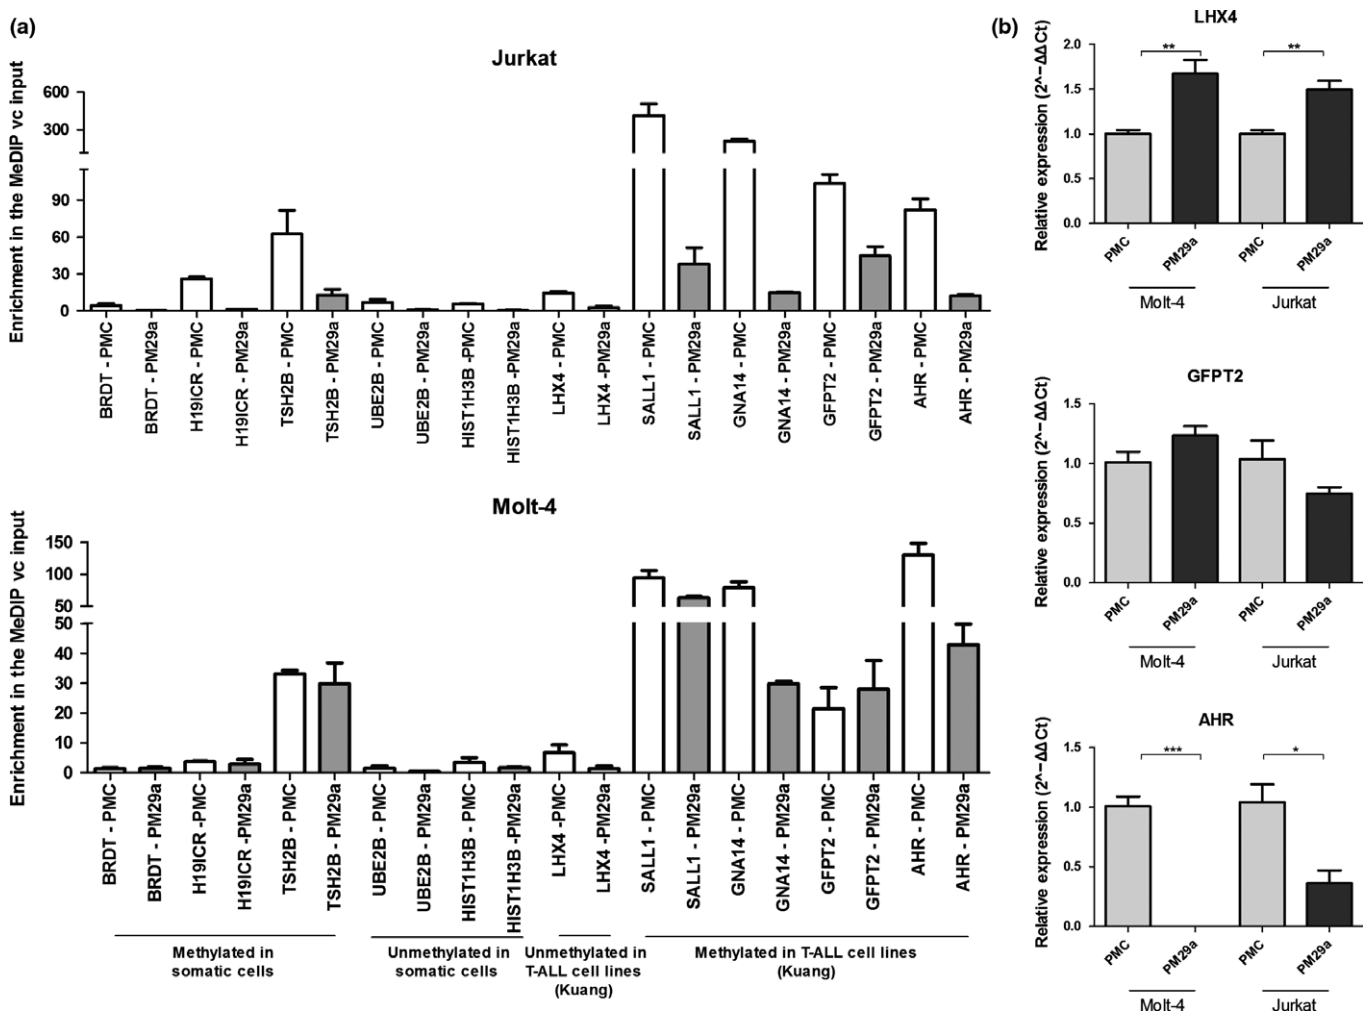 (a)
Jurkat
Enrichment in the MeDIP vc input
600
300
90
60
30
0
BRDT - PMC
BRDT - PM29a
H19ICR - PMC
H19ICR - PM29a
TSH2B - PMC
TSH2B - PM29a
UBE2B - PMC
UBE2B - PM29a
HIST1H3B - PMC
HIST1H3B -PM29a
LHX4 - PMC
LHX4 -PM29a
SALL1 - PMC
SALL1 - PM29a
GNA14 - PMC
GNA14 - PM29a
GFPT2 - PMC
GFPT2 - PM29a
AHR - PMC
AHR - PM29a
Molt-4
Enrichment in the MeDIP vc input
150
100
50
50
40
30
20
10
0
BRDT - PMC
BRDT - PM29a
H19ICR -PMC
H19ICR - PM29a
TSH2B - PMC
TSH2B - PM29a
UBE2B - PMC
UBE2B - PM29a
HIST1H3B - PMC
HIST1H3B -PM29a
LHX4 -PMC
LHX4 -PM29a
SALL1 - PMC
SALL1 - PM29a
GNA14 - PMC
GNA14 - PM29a
GFPT2 - PMC
GFPT2 - PM29a
AHR - PMC
AHR - PM29a
Methylated in
somatic cells
Unmethylated in
somatic cells
Unmethylated in
T-ALL cell lines
(Kuang)
Methylated in T-ALL cell lines
(Kuang)
(b)
LHX4
Relative expression (2^−ΔΔCt)
2.0
1.5
1.0
0.5
0.0
**
**
PMC
PM29a
PMC
PM29a
Molt-4
Jurkat
GFPT2
Relative expression (2^−ΔΔCt)
1.5
1.0
0.5
0.0
PMC
PM29a
PMC
PM29a
Molt-4
Jurkat
AHR
Relative expression (2^−ΔΔCt)
1.5
1.0
0.5
0.0
***
*
PMC
PM29a
PMC
PM29a
Molt-4
Jurkat